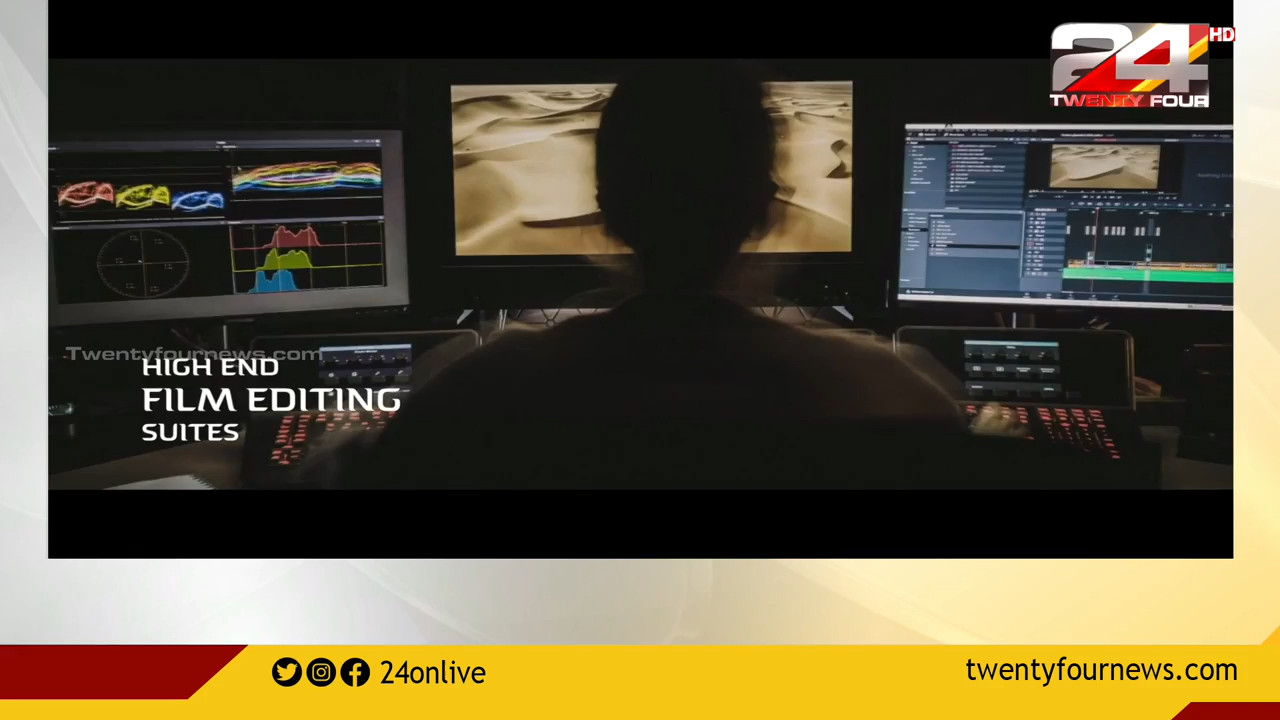 24
HD
TWENTY FOUR
Twentyfournews.com
HIGH END
FILM EDITING
SUITES
24onlive
twentyfournews.com